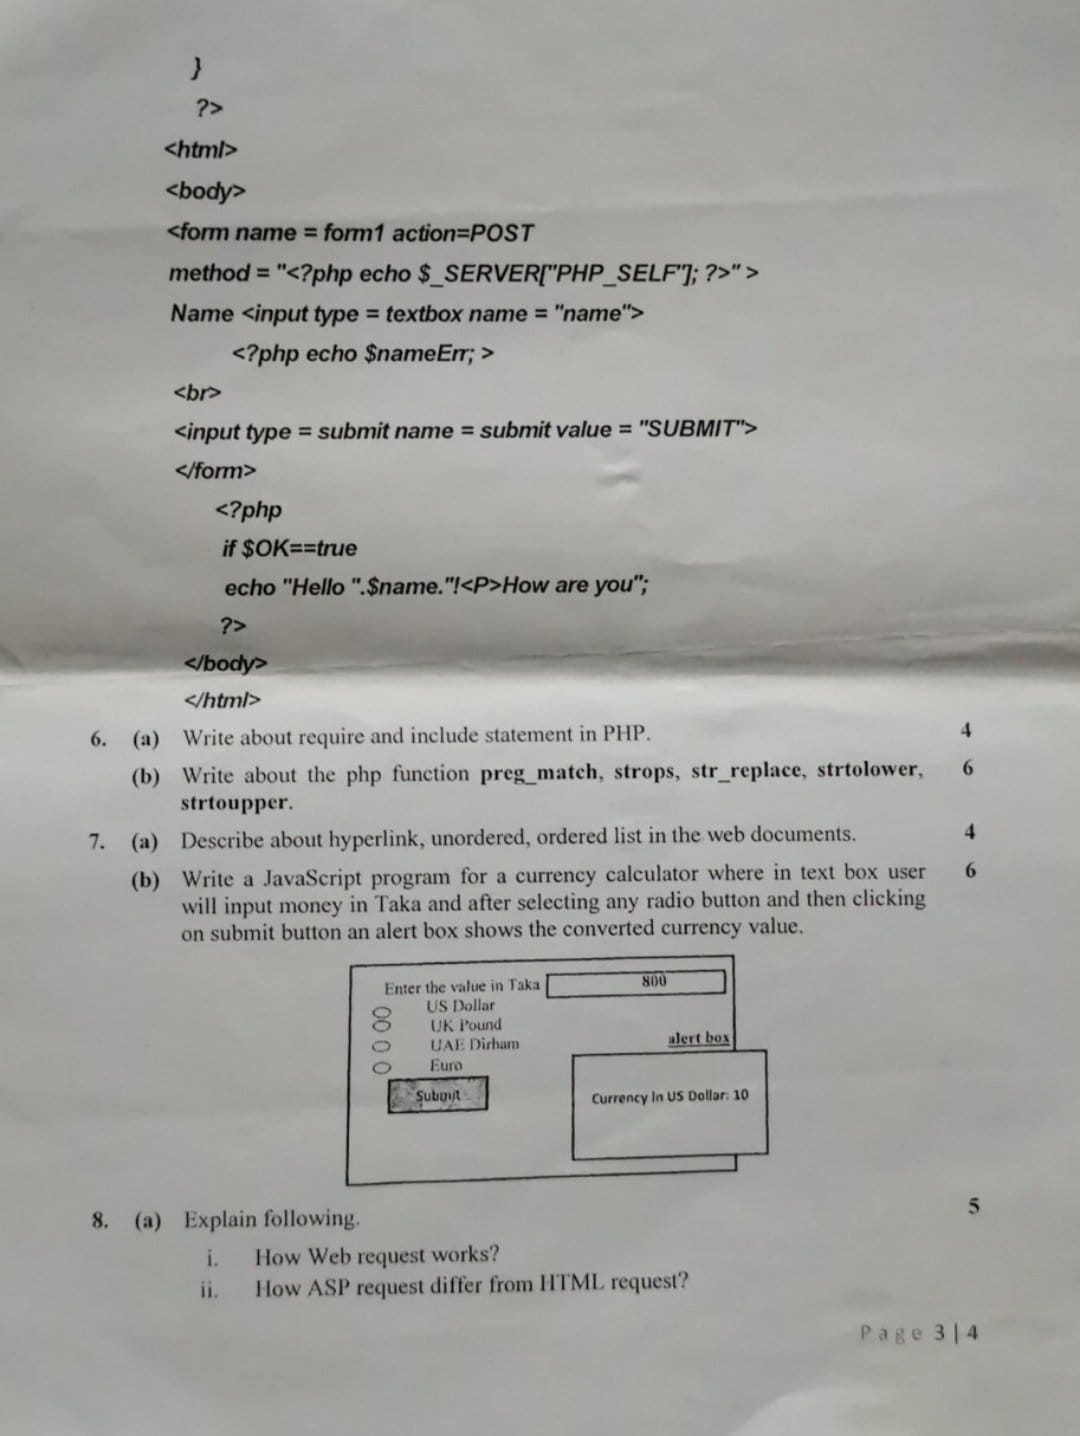 }
?>
<html>
<body>
<form name = form1 action=POST
method = "<?php echo $_SERVER["PHP_SELF"]; ?>" >
Name <input type = textbox name = "name">
<?php echo $nameErr; >
<br>
<input type = submit name = submit value = "SUBMIT">
</form>
<?php
if $OK==true
echo "Hello ".$name."!<P>How are you";
?>
</body>
</html>
6. (a) Write about require and include statement in PHP. 4
(b) Write about the php function preg_match, strops, str_replace, strtolower, 6
strtoupper.
7. (a) Describe about hyperlink, unordered, ordered list in the web documents. 4
(b) Write a JavaScript program for a currency calculator where in text box user 6
will input money in Taka and after selecting any radio button and then clicking
on submit button an alert box shows the converted currency value.
Enter the value in Taka 800
US Dollar
UK Pound
UAE Dirham
alert box
Euro
Submit
Currency In US Dollar: 10
8. (a) Explain following. 5
i. How Web request works?
ii. How ASP request differ from HTML request?
Page 3|4